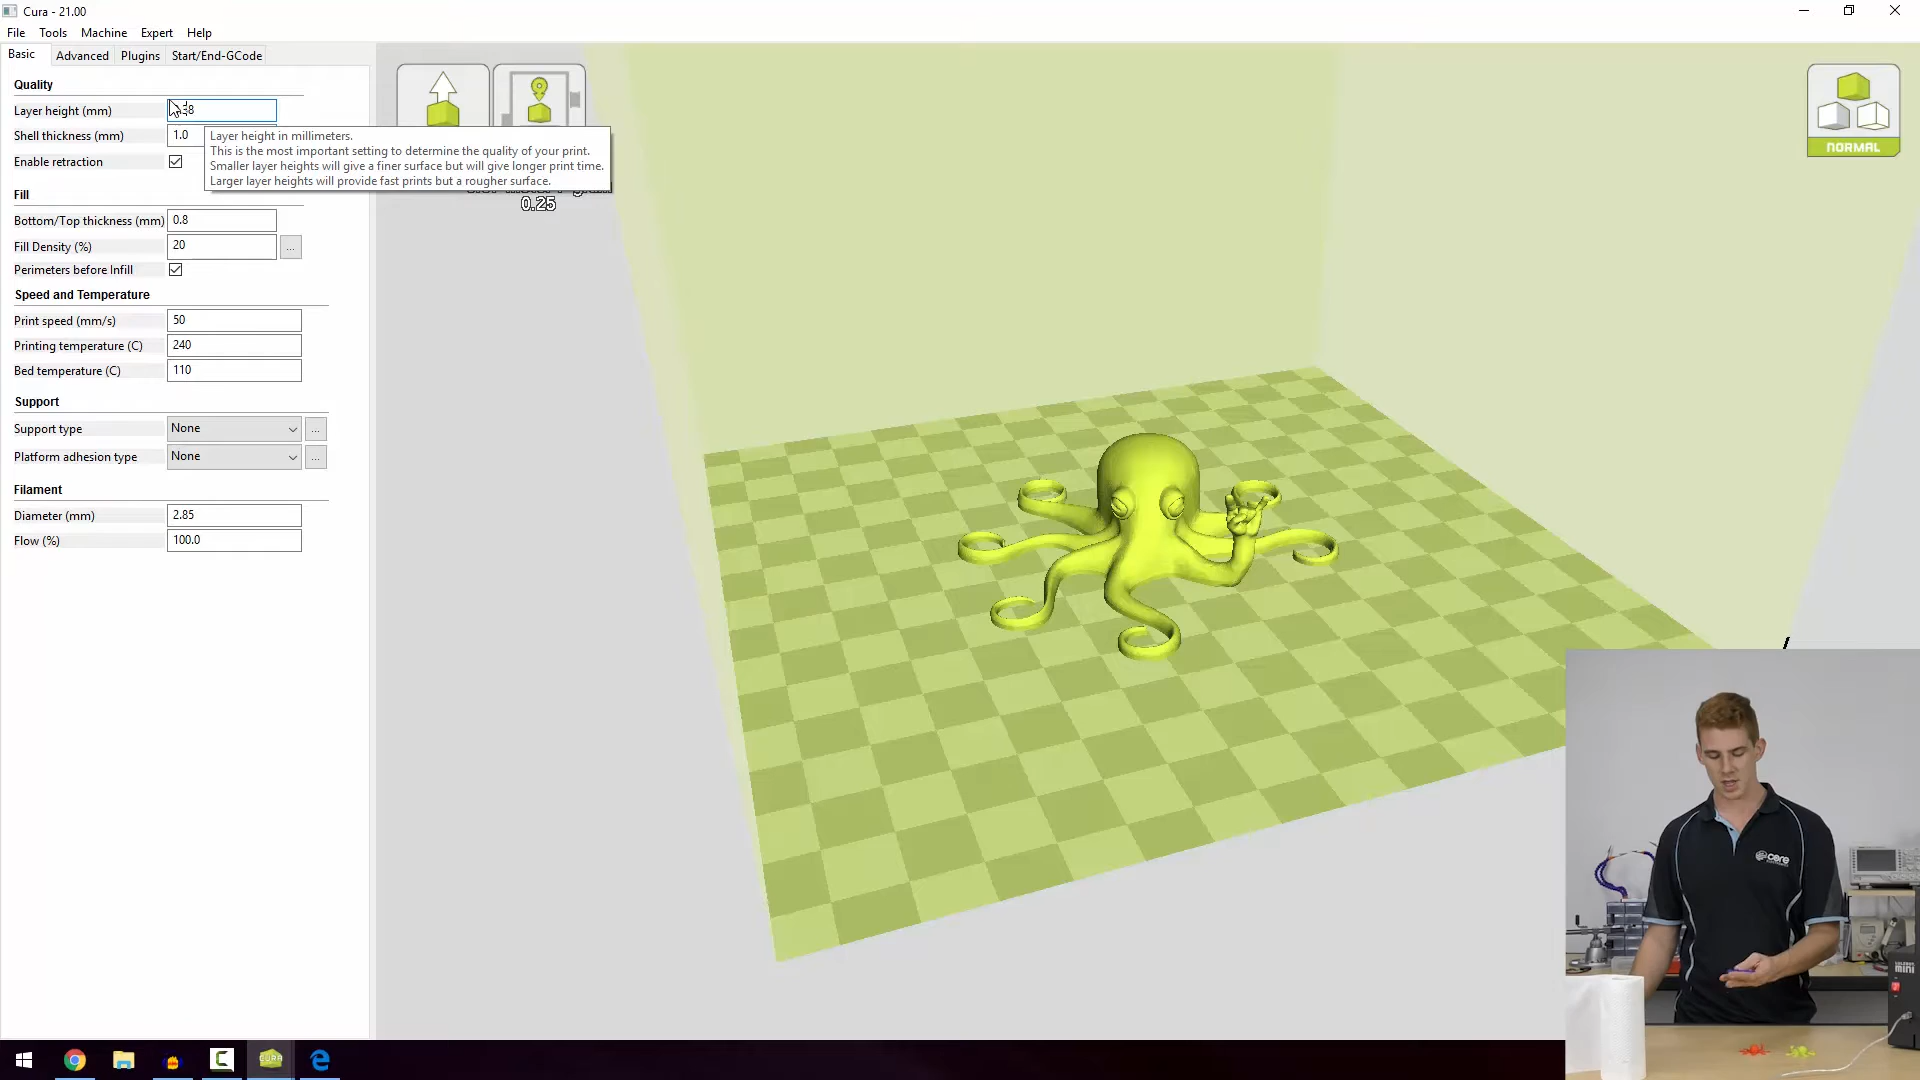 Cura - 21.00
File Tools Machine Expert Help
Basic Advanced Plugins Start/End-GCode
Quality
Layer height (mm) 8
Shell thickness (mm) 1.0
Enable retraction
Layer height in millimeters.
This is the most important setting to determine the quality of your print.
Smaller layer heights will give a finer surface but will give longer print time.
Larger layer heights will provide fast prints but a rougher surface.
0.25
NORMAL
Fill
Bottom/Top thickness (mm) 0.8
Fill Density (%) 20 ...
Perimeters before Infill
Speed and Temperature
Print speed (mm/s) 50
Printing temperature (C) 240
Bed temperature (C) 110
Support
Support type None ...
Platform adhesion type None ...
Filament
Diameter (mm) 2.85
Flow (%) 100.0
core
mini
CURA